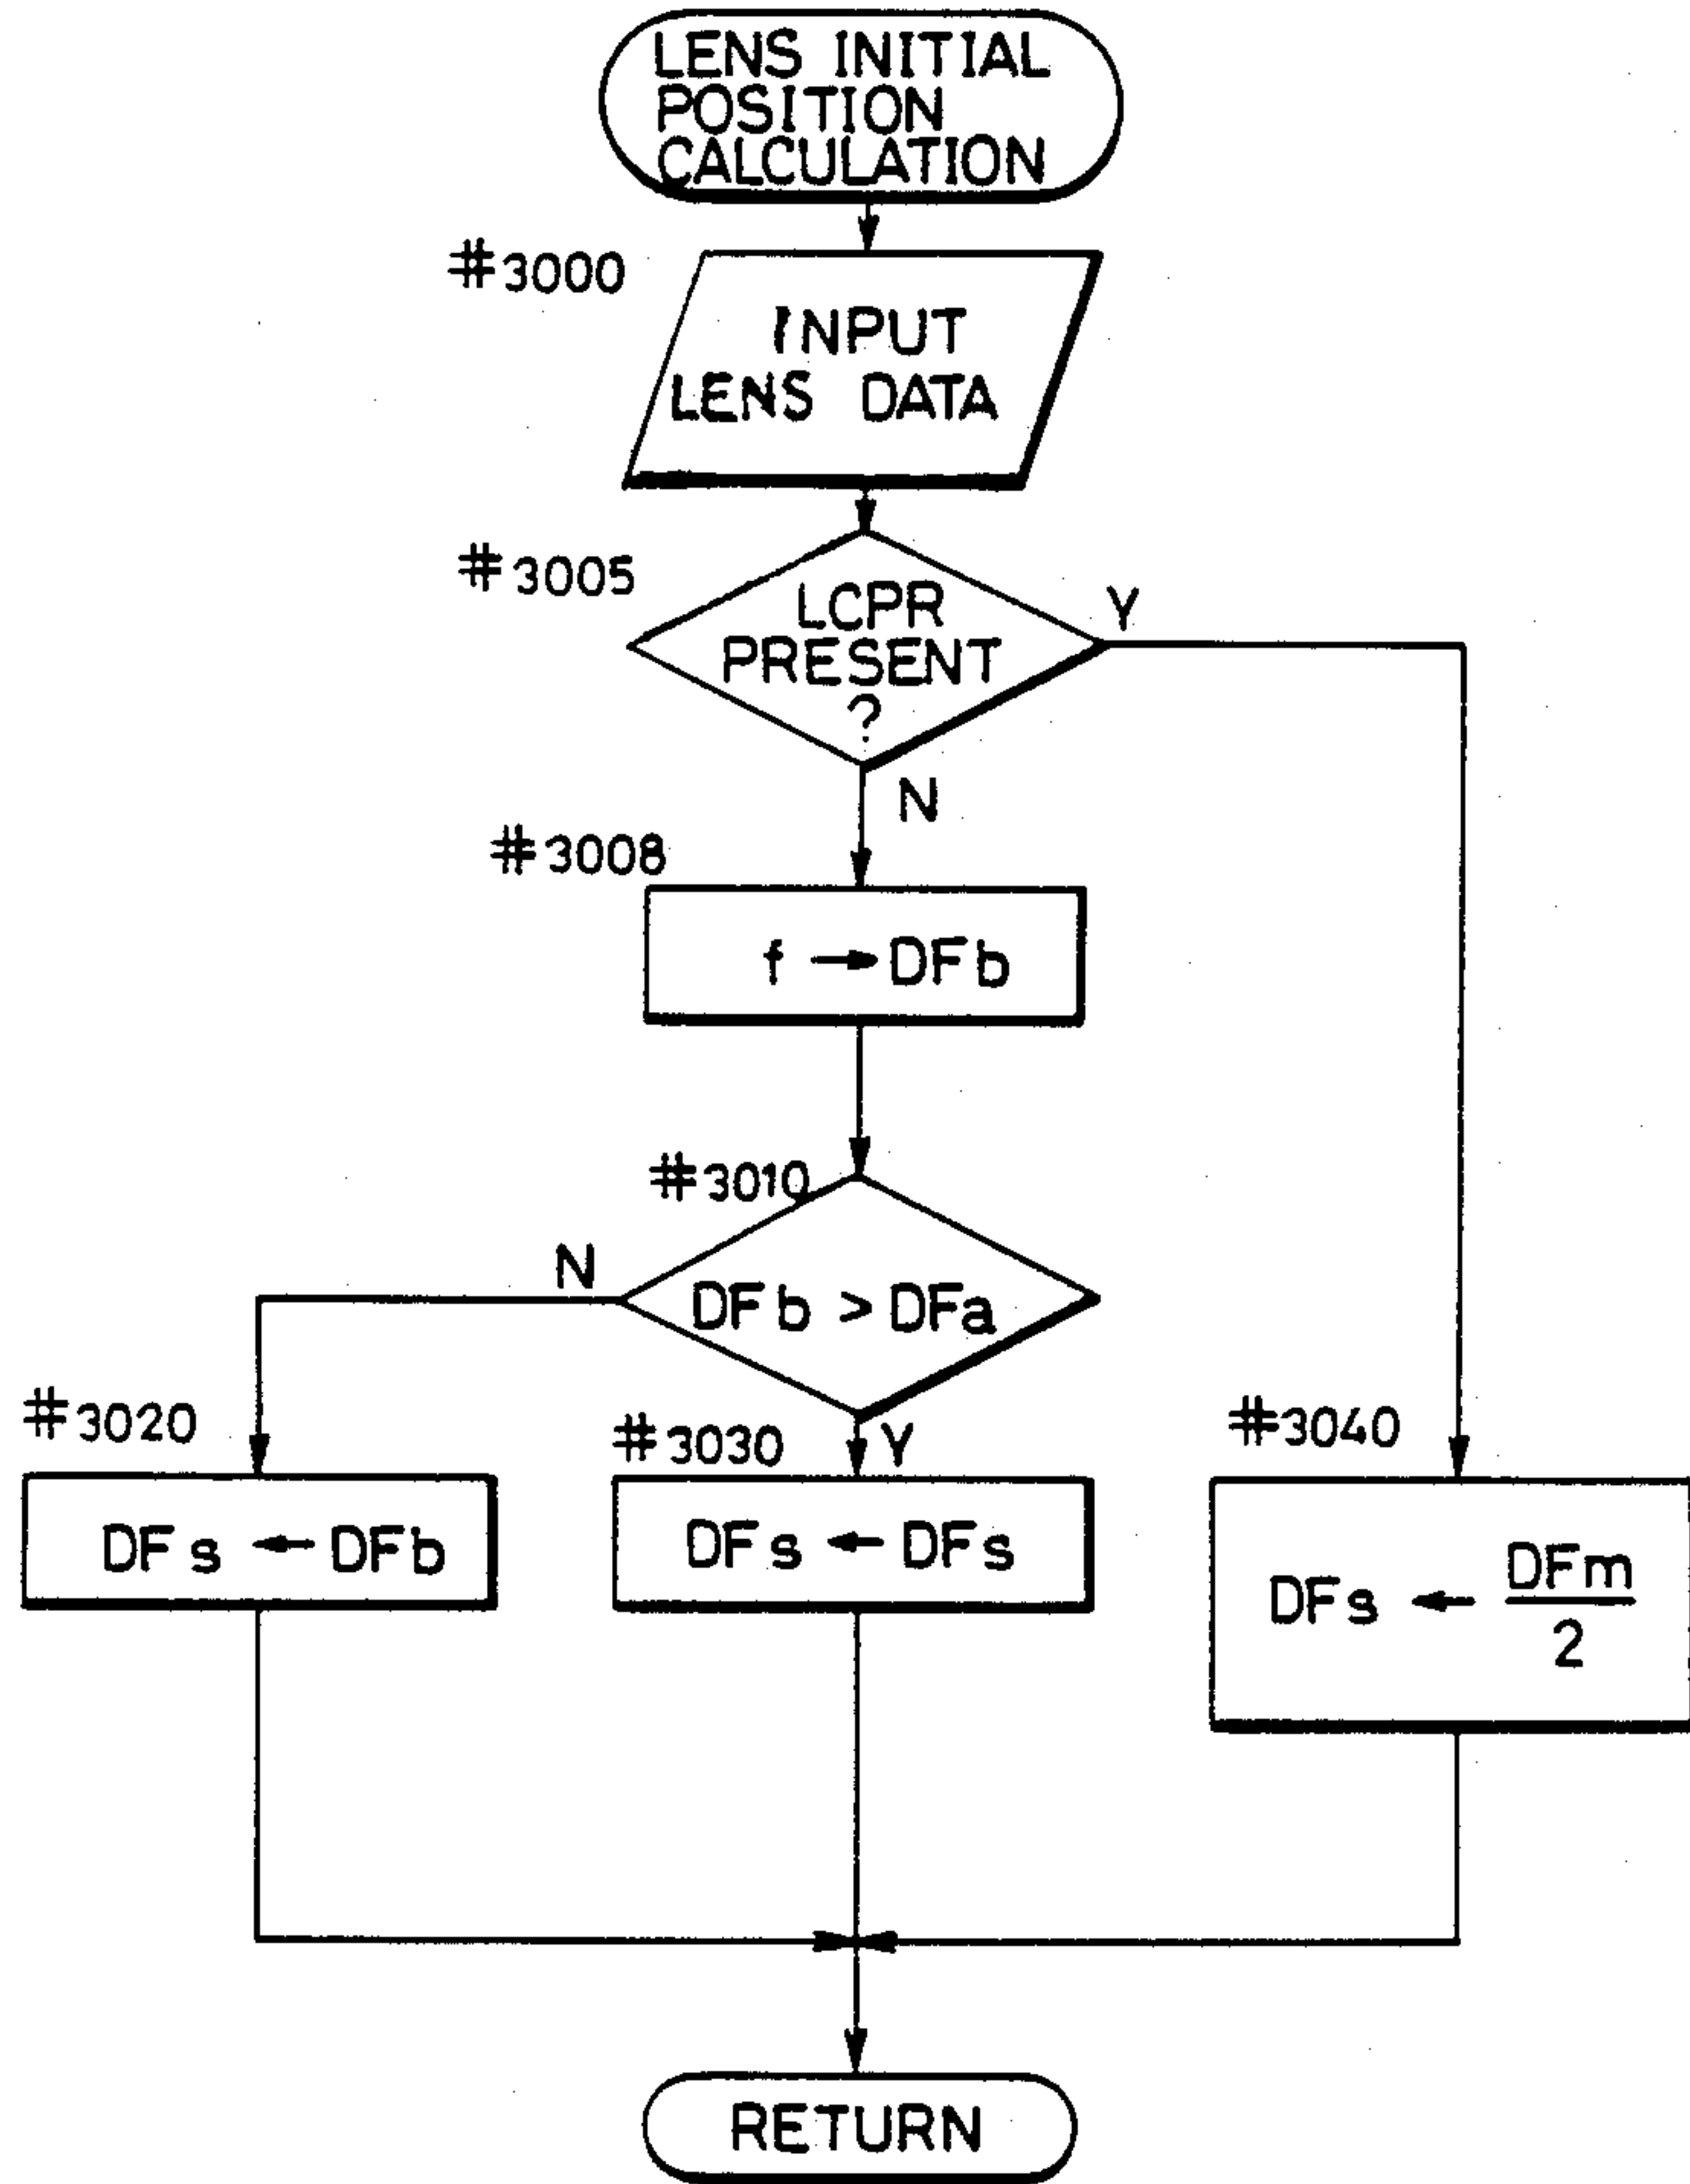 LENS INITIAL
POSITION
CALCULATION
#3000
INPUT
LENS DATA
#3005
LCPR
PRESENT
?
Y
N
#3008
f → DFb
#3010
N
DFb > DFa
Y
#3020
DFs ← DFb
#3030
DFs ← DFs
#3040
DFs ← DFm
2
RETURN